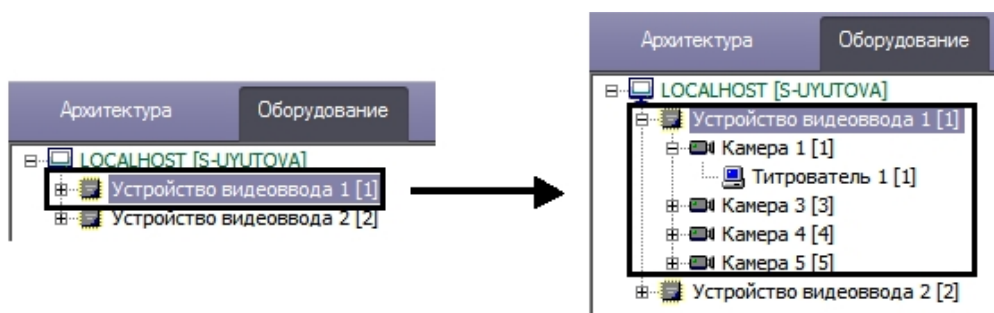 Архитектура Оборудование
LOCALHOST [S-UYUTOVA]
Устройство видеоввода 1 [1]
Устройство видеоввода 2 [2]
Архитектура Оборудование
LOCALHOST [S-UYUTOVA]
Устройство видеоввода 1 [1]
Камера 1 [1]
Титрователь 1 [1]
Камера 3 [3]
Камера 4 [4]
Камера 5 [5]
Устройство видеоввода 2 [2]